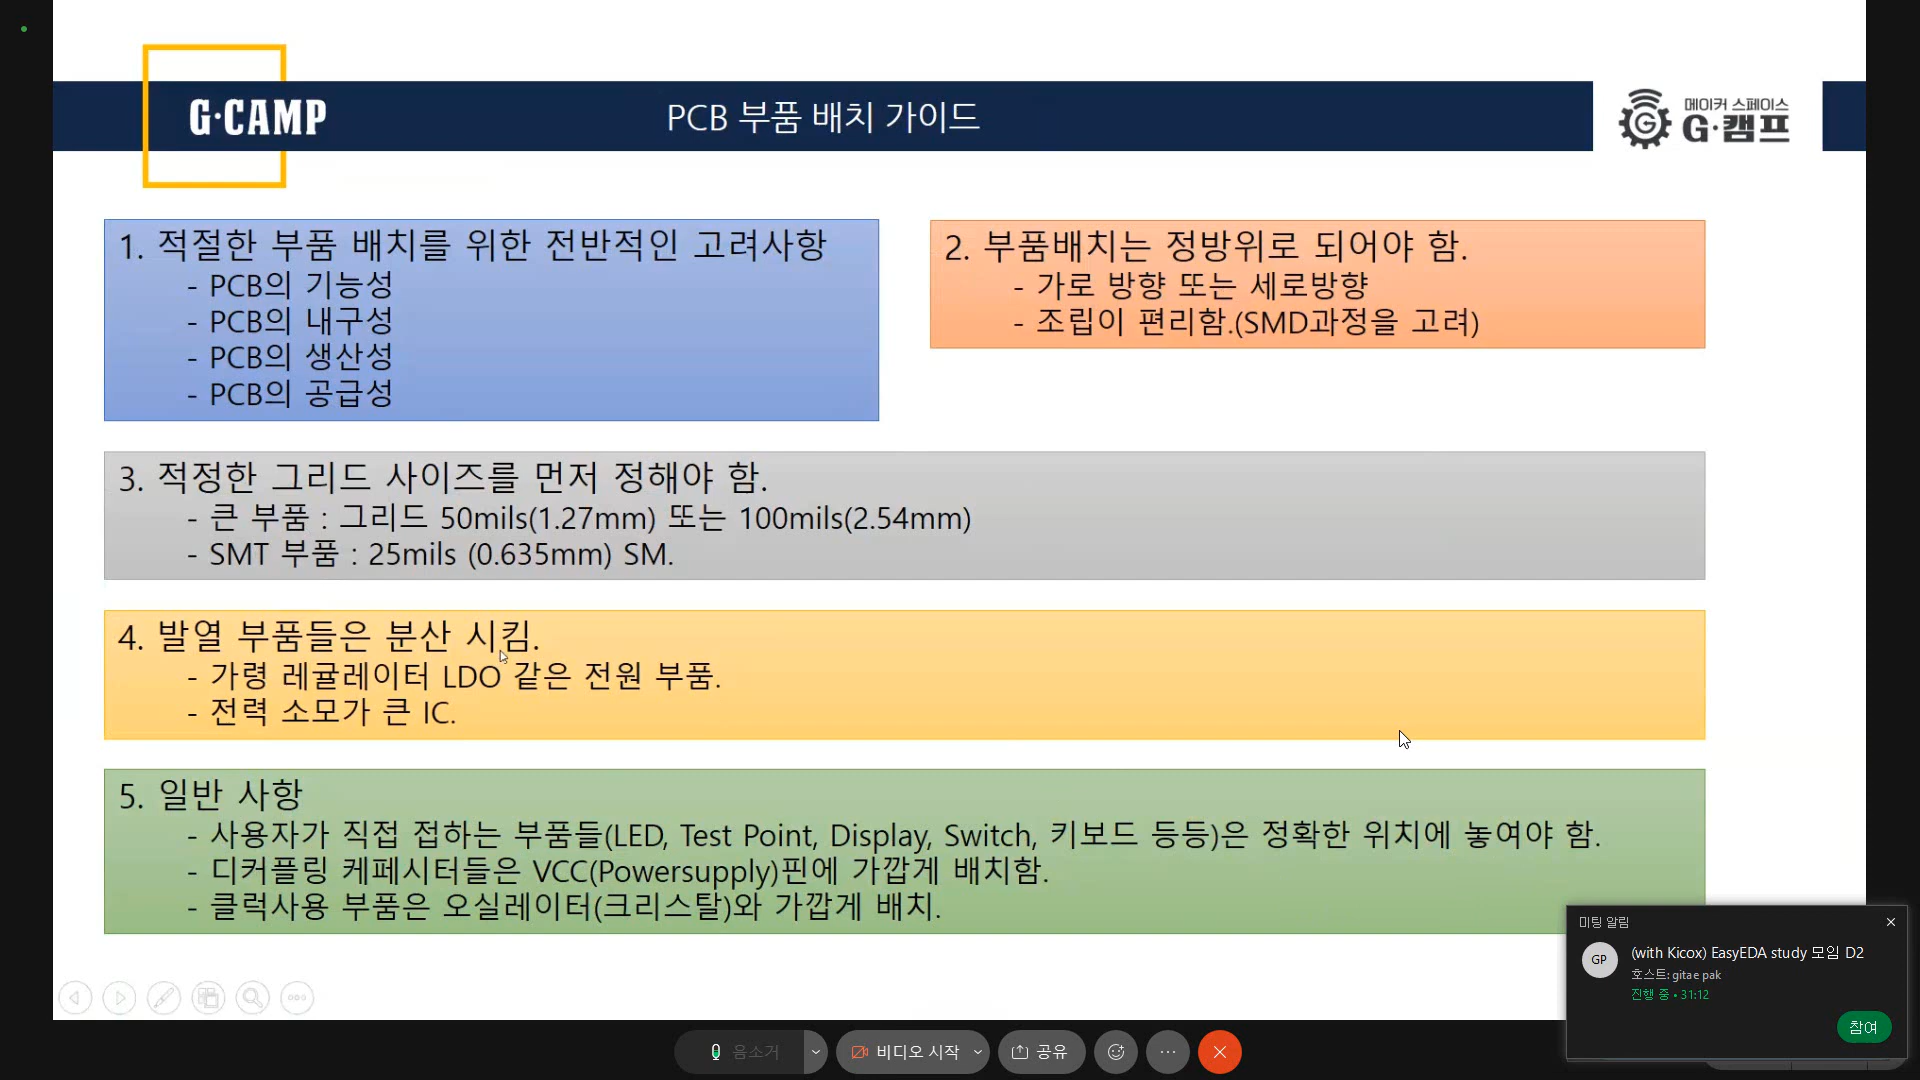 G·CAMP
PCB 부품 배치 가이드
메이커 스페이스
G·캠프
1. 적절한 부품 배치를 위한 전반적인 고려사항
- PCB의 기능성
- PCB의 내구성
- PCB의 생산성
- PCB의 공급성
2. 부품배치는 정방위로 되어야 함.
- 가로 방향 또는 세로방향
- 조립이 편리함.(SMD과정을 고려)
3. 적정한 그리드 사이즈를 먼저 정해야 함.
- 큰 부품 : 그리드 50mils(1.27mm) 또는 100mils(2.54mm)
- SMT 부품 : 25mils (0.635mm) SM.
4. 발열 부품들은 분산 시킴.
- 가령 레귤레이터 LDO 같은 전원 부품.
- 전력 소모가 큰 IC.
5. 일반 사항
- 사용자가 직접 접하는 부품들(LED, Test Point, Display, Switch, 키보드 등등)은 정확한 위치에 놓여야 함.
- 디커플링 케페시터들은 VCC(Powersupply)핀에 가깝게 배치함.
- 클럭사용 부품은 오실레이터(크리스탈)와 가깝게 배치.
미팅 알림
GP
(with Kicox) EasyEDA study 모임 D2
호스트: gitae pak
진행 중 • 31:12
참여
음소거
비디오 시작
공유